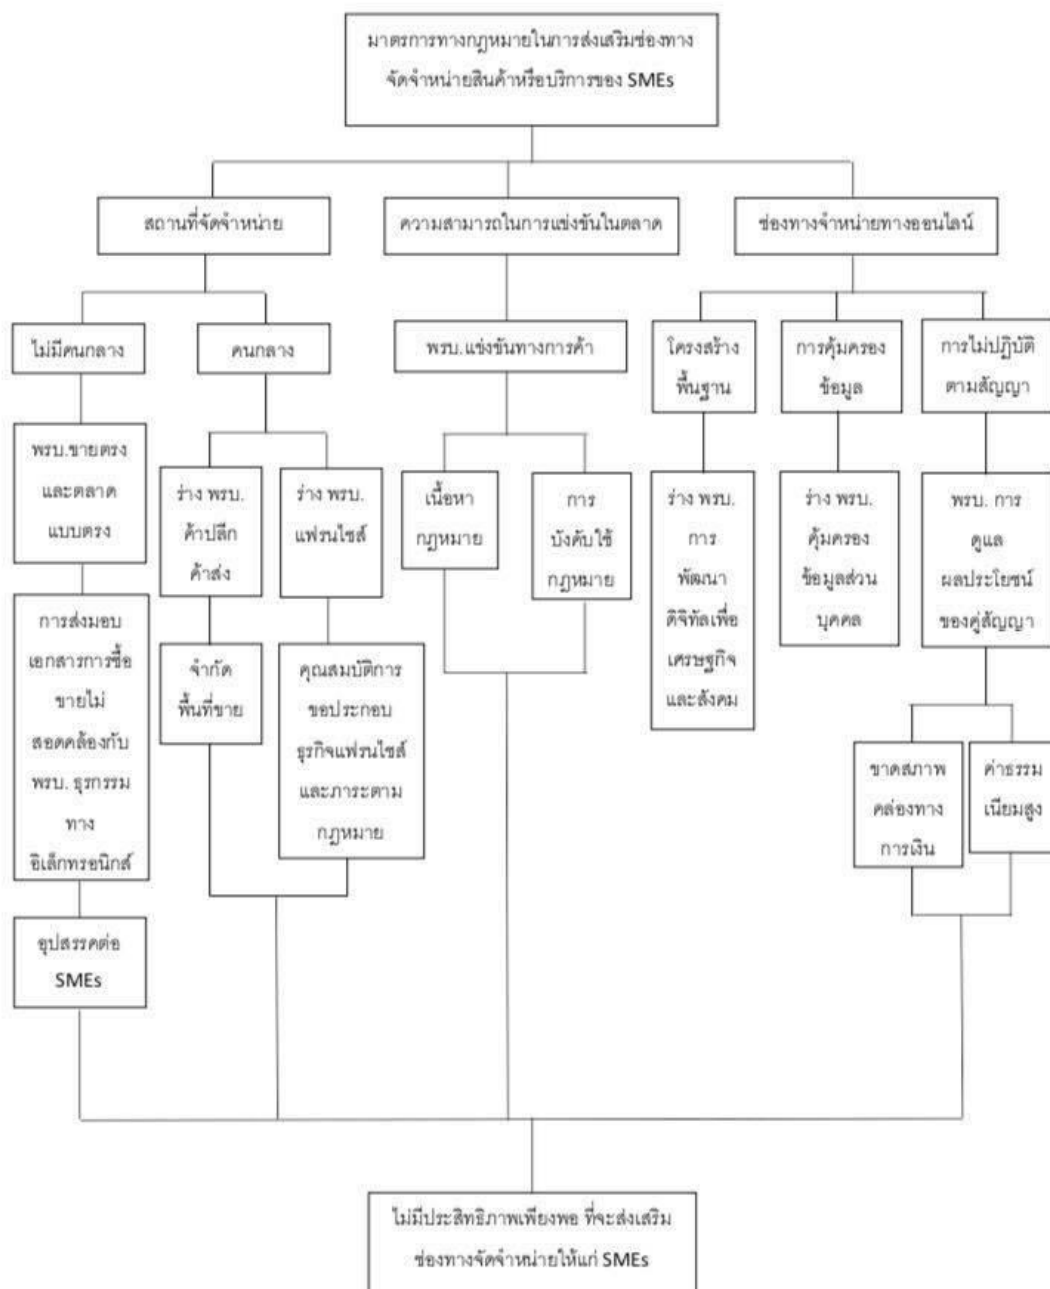 มาตรการทางกฎหมายในการส่งเสริมช่องทาง
จัดจำหน่ายสินค้าหรือบริการของ SMEs
สถานที่จัดจำหน่าย
ความสามารถในการแข่งขันในตลาด
ช่องทางจำหน่ายทางออนไลน์
ไม่มีคนกลาง
คนกลาง
พรบ.แข่งขันทางการค้า
โครงสร้าง
พื้นฐาน
การคุ้มครอง
ข้อมูล
การไม่ปฏิบัติ
ตามสัญญา
พรบ.ขายตรง
และตลาด
แบบตรง
ร่าง พรบ.
ค้าปลีก
ค้าส่ง
ร่าง พรบ.
แฟรนไชส์
เนื้อหา
กฎหมาย
การ
บังคับใช้
กฎหมาย
ร่าง พรบ.
การ
พัฒนา
ดิจิทัลเพื่อ
เศรษฐกิจ
และสังคม
ร่าง พรบ.
คุ้มครอง
ข้อมูลส่วน
บุคคล
พรบ. การ
ดูแล
ผลประโยชน์
ของคู่สัญญา
การส่งมอบ
เอกสารการซื้อ
ขายไม่
สอดคล้องกับ
พรบ. ธุรกรรม
ทาง
อิเล็กทรอนิกส์
จำกัด
พื้นที่ขาย
คุณสมบัติการ
ขอประกอบ
ธุรกิจแฟรนไชส์
และภาระตาม
กฎหมาย
ขาดสภาพ
คล่องทาง
การเงิน
ค่าธรรม
เนียมสูง
อุปสรรคต่อ
SMEs
ไม่มีประสิทธิภาพเพียงพอ ที่จะส่งเสริม
ช่องทางจัดจำหน่ายให้แก่ SMEs